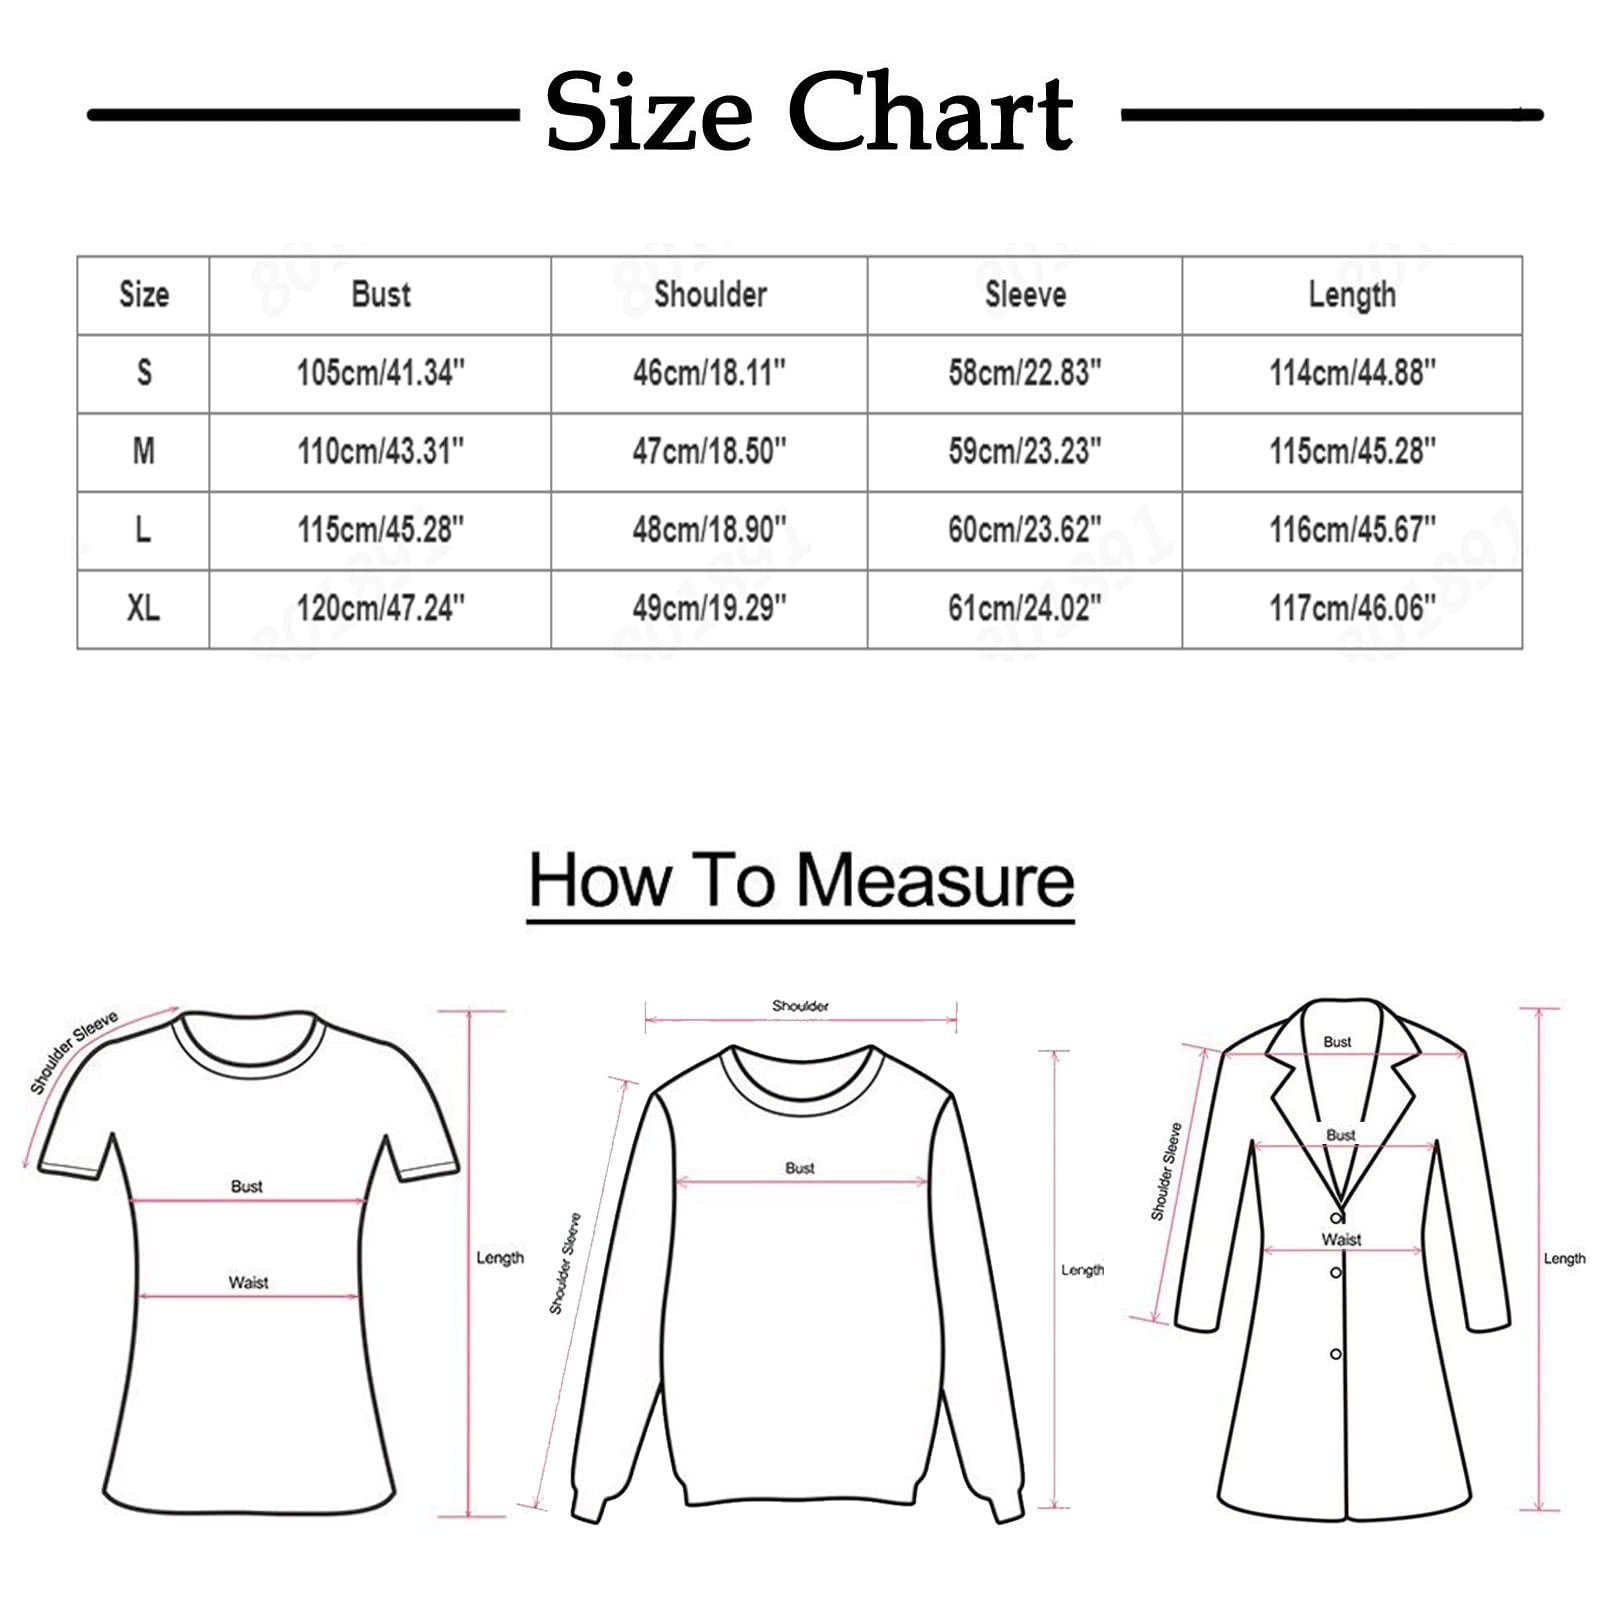 Size Chart
Size Bust Shoulder Sleeve Length
S 105cm/41.34" 46cm/18.11" 58cm/22.83" 114cm/44.88"
M 110cm/43.31" 47cm/18.50" 59cm/23.23" 115cm/45.28"
L 115cm/45.28" 48cm/18.90" 60cm/23.62" 116cm/45.67"
XL 120cm/47.24" 49cm/19.29" 61cm/24.02" 117cm/46.06"
How To Measure
Shoulder Sleeve
Bust
Waist
Length
Shoulder
Bust
Shoulder Sleeve
Length
Bust
Bust
Shoulder Sleeve
Waist
Length